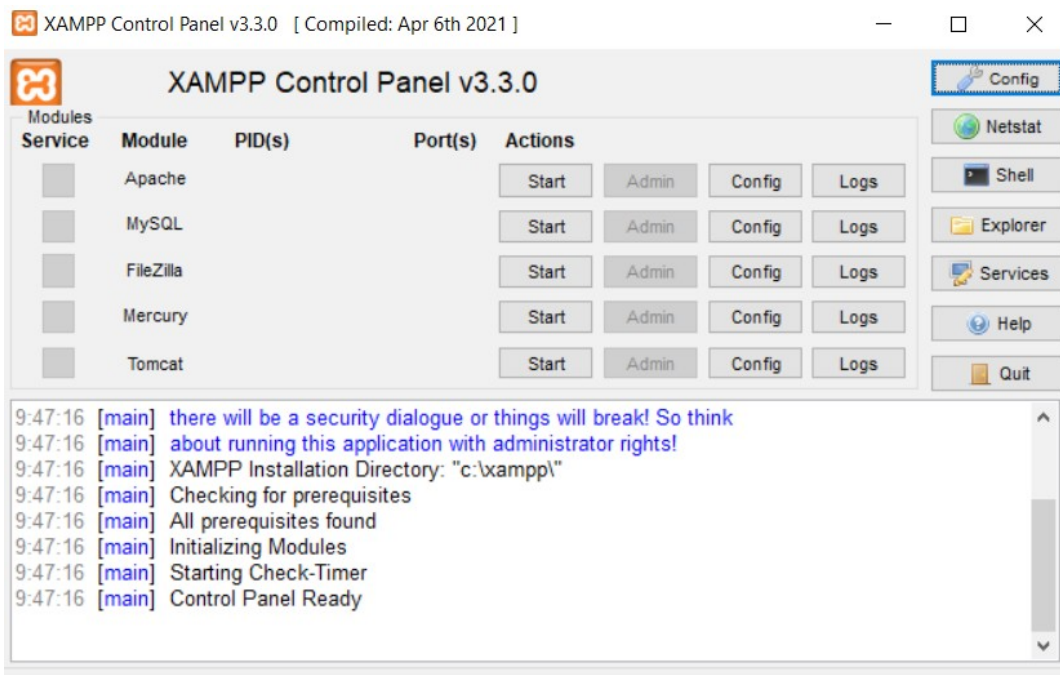 XAMPP Control Panel v3.3.0 [ Compiled: Apr 6th 2021 ]
XAMPP Control Panel v3.3.0
Config
Modules
Service Module PID(s) Port(s) Actions
Netstat
Apache Start Admin Config Logs
Shell
MySQL Start Admin Config Logs
Explorer
FileZilla Start Admin Config Logs
Services
Mercury Start Admin Config Logs
Help
Tomcat Start Admin Config Logs
Quit
9:47:16 [main] there will be a security dialogue or things will break! So think
9:47:16 [main] about running this application with administrator rights!
9:47:16 [main] XAMPP Installation Directory: "c:\xampp\"
9:47:16 [main] Checking for prerequisites
9:47:16 [main] All prerequisites found
9:47:16 [main] Initializing Modules
9:47:16 [main] Starting Check-Timer
9:47:16 [main] Control Panel Ready